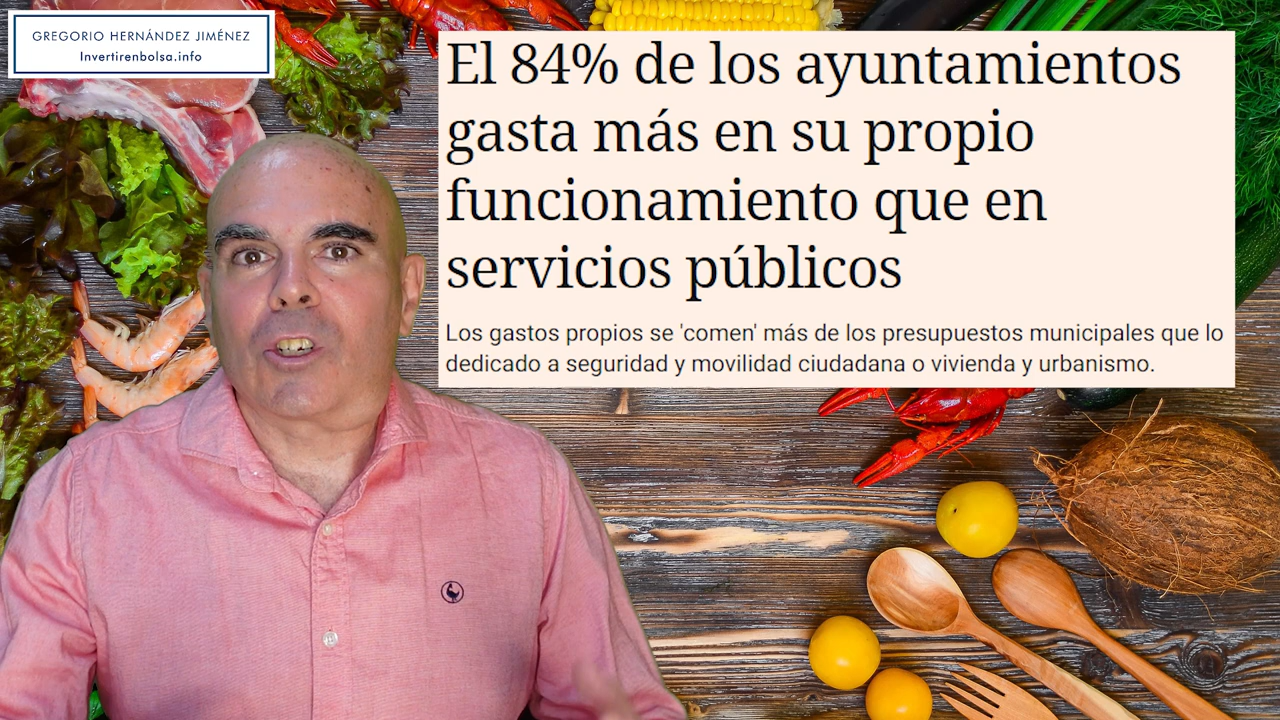 GREGORIO HERNÁNDEZ JIMÉNEZ
Invertirenbolsa.info
El 84% de los ayuntamientos
gasta más en su propio
funcionamiento que en
servicios públicos
Los gastos propios se 'comen' más de los presupuestos municipales que lo
dedicado a seguridad y movilidad ciudadana o vivienda y urbanismo.